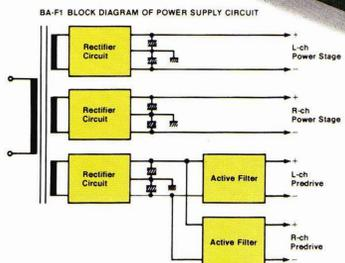 BA-F1 BLOCK DIAGRAM OF POWER SUPPLY CIRCUIT
Rectifier
Circuit
+
L-ch
Power Stage
−
Rectifier
Circuit
+
R-ch
Power Stage
−
Rectifier
Circuit
Active Filter
+
L-ch
Predrive
−
Active Filter
+
R-ch
Predrive
−